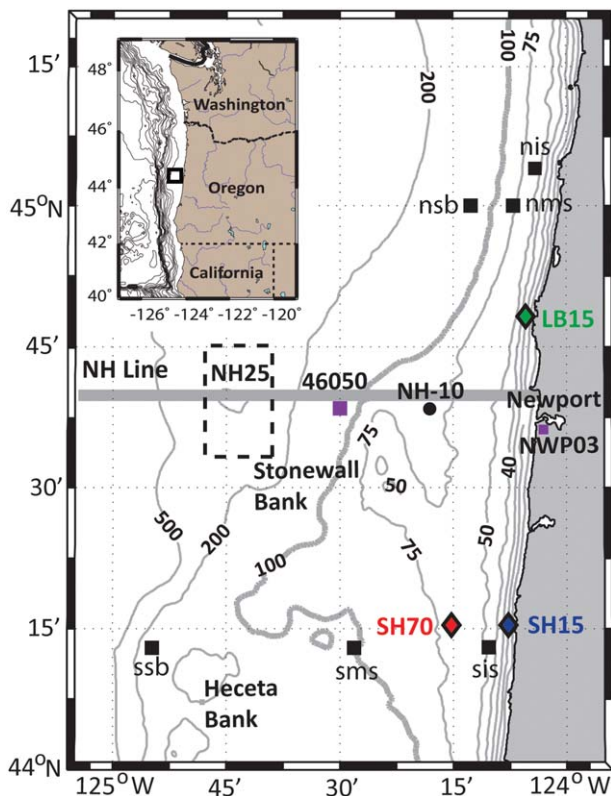 48°
46°
44°
42°
40°
-126° -124° -122° -120°
Washington
Oregon
California
15'
45°N
45'
30'
15'
44°N
125°W 45' 30' 15' 124°W
200
100
75
nis
nsb
nms
LB15
NH Line
NH25
46050
NH-10
Newport
NWP03
75
50
40
Stonewall
Bank
500
200
100
75
50
SH70
SH15
ssb
sms
sis
Heceta
Bank